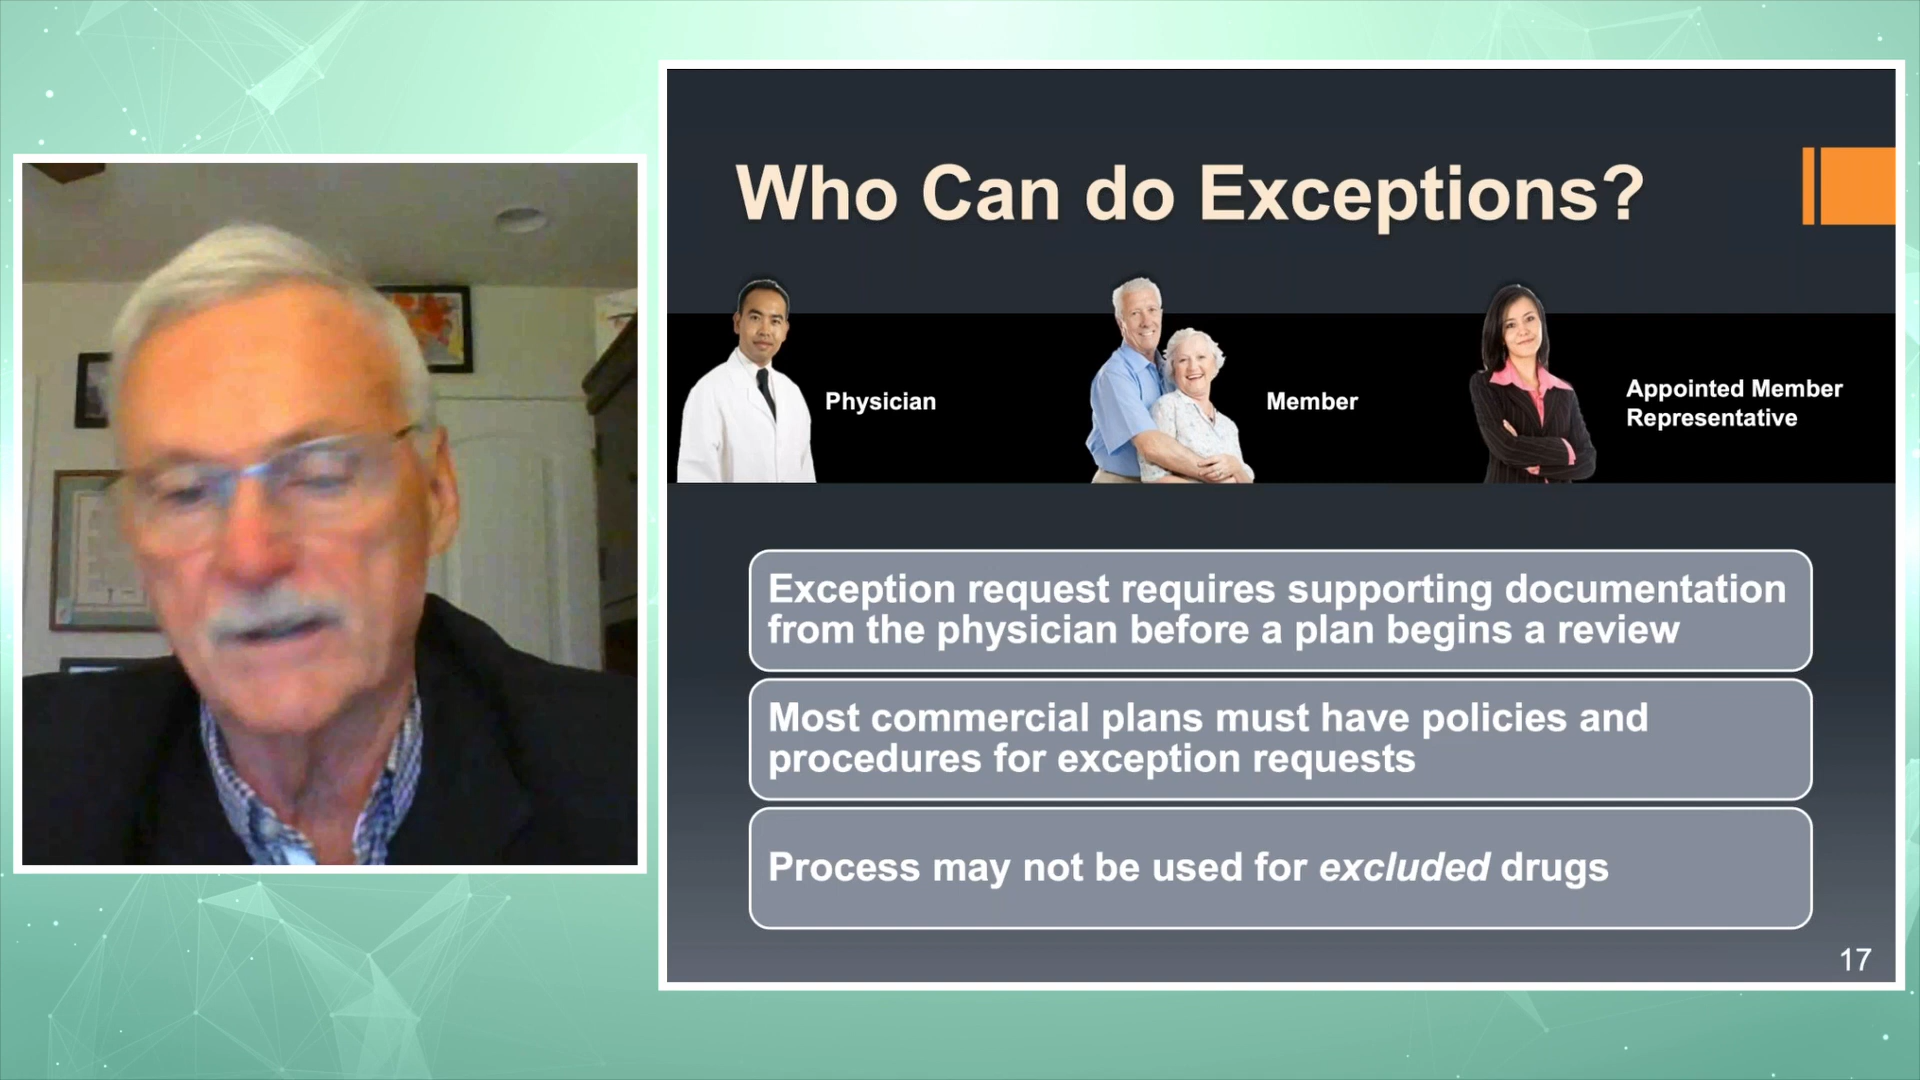 Who Can do Exceptions?
Physician
Member
Appointed Member
Representative
Exception request requires supporting documentation
from the physician before a plan begins a review
Most commercial plans must have policies and
procedures for exception requests
Process may not be used for excluded drugs
17